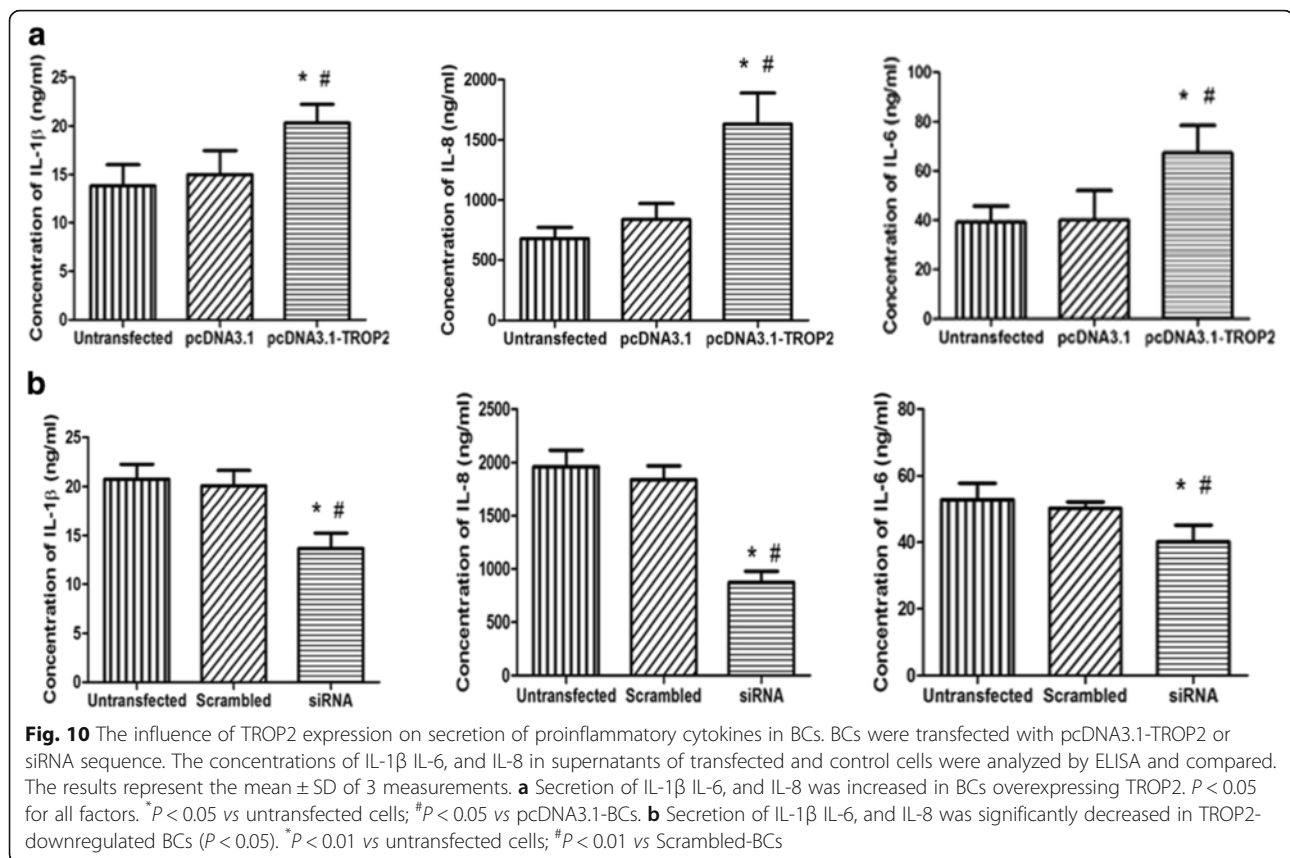 a
Concentration of IL-1β (ng/ml)
25
20
15
10
5
0
* #
Untransfected pcDNA3.1 pcDNA3.1-TROP2
Concentration of IL-8 (ng/ml)
2000
1500
1000
500
0
* #
Untransfected pcDNA3.1 pcDNA3.1-TROP2
Concentration of IL-6 (ng/ml)
100
80
60
40
20
0
* #
Untransfected pcDNA3.1 pcDNA3.1-TROP2
b
Concentration of IL-1β (ng/ml)
25
20
15
10
5
0
* #
Untransfected Scrambled siRNA
Concentration of IL-8 (ng/ml)
2500
2000
1500
1000
500
0
* #
Untransfected Scrambled siRNA
Concentration of IL-6 (ng/ml)
80
60
40
20
0
* #
Untransfected Scrambled siRNA
Fig. 10 The influence of TROP2 expression on secretion of proinflammatory cytokines in BCs. BCs were transfected with pcDNA3.1-TROP2 or
siRNA sequence. The concentrations of IL-1β IL-6, and IL-8 in supernatants of transfected and control cells were analyzed by ELISA and compared.
The results represent the mean ± SD of 3 measurements. a Secretion of IL-1β IL-6, and IL-8 was increased in BCs overexpressing TROP2. P < 0.05
for all factors. *P < 0.05 vs untransfected cells; #P < 0.05 vs pcDNA3.1-BCs. b Secretion of IL-1β IL-6, and IL-8 was significantly decreased in TROP2-
downregulated BCs (P < 0.05). *P < 0.01 vs untransfected cells; #P < 0.01 vs Scrambled-BCs